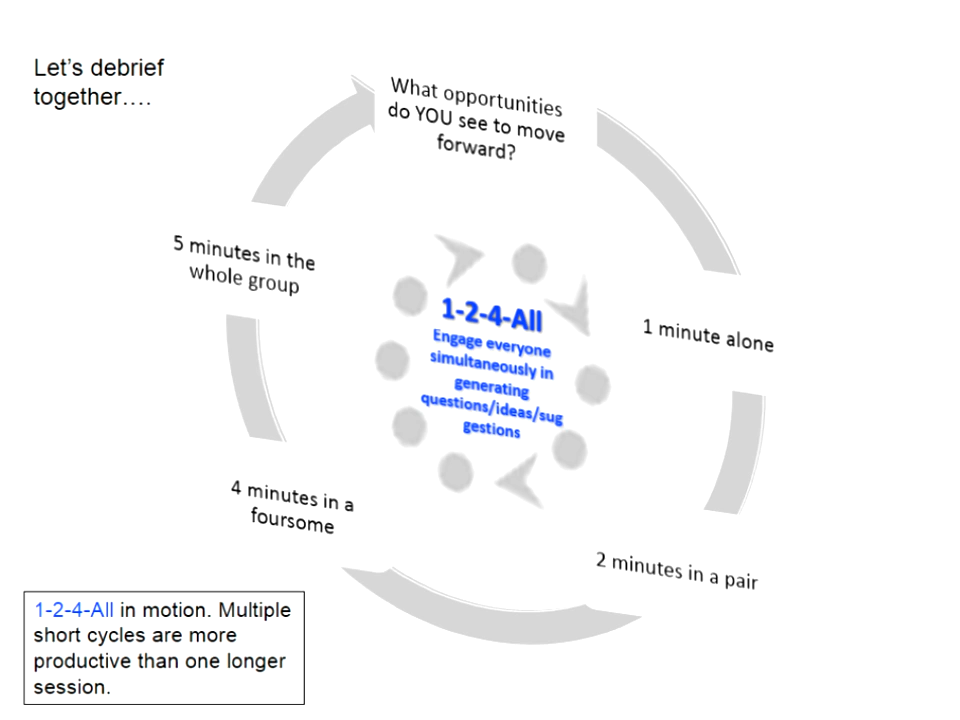 Let's debrief
together....
What opportunities
do YOU see to move
forward?
5 minutes in the
whole group
1-2-4-All
Engage everyone
simultaneously in
generating
questions/ideas/sug
gestions
1 minute alone
4 minutes in a
foursome
2 minutes in a pair
1-2-4-All in motion. Multiple
short cycles are more
productive than one longer
session.